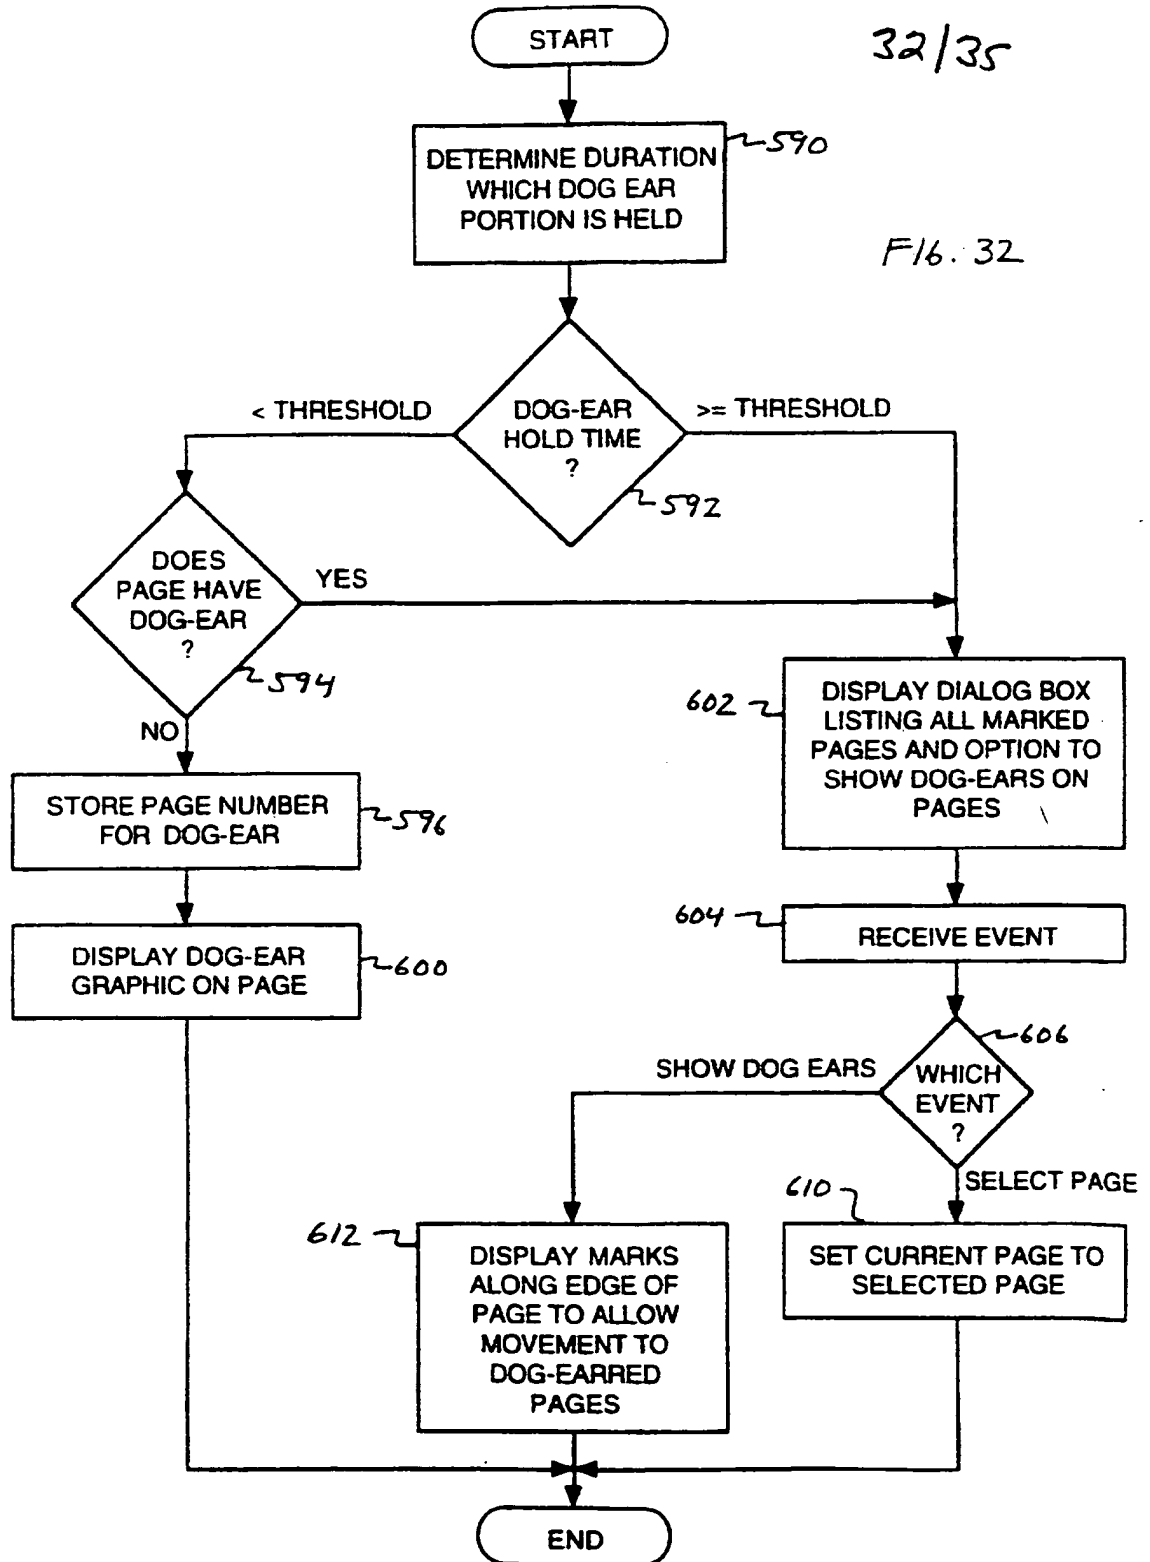 START
32/35
DETERMINE DURATION
WHICH DOG EAR
PORTION IS HELD
590
FIG. 32
< THRESHOLD
DOG-EAR
HOLD TIME
?
>= THRESHOLD
592
DOES
PAGE HAVE
DOG-EAR
?
YES
594
NO
602
DISPLAY DIALOG BOX
LISTING ALL MARKED
PAGES AND OPTION TO
SHOW DOG-EARS ON
PAGES
STORE PAGE NUMBER
FOR DOG-EAR
596
604
RECEIVE EVENT
DISPLAY DOG-EAR
GRAPHIC ON PAGE
600
606
SHOW DOG EARS
WHICH
EVENT
?
SELECT PAGE
610
SET CURRENT PAGE TO
SELECTED PAGE
612
DISPLAY MARKS
ALONG EDGE OF
PAGE TO ALLOW
MOVEMENT TO
DOG-EARRED
PAGES
END